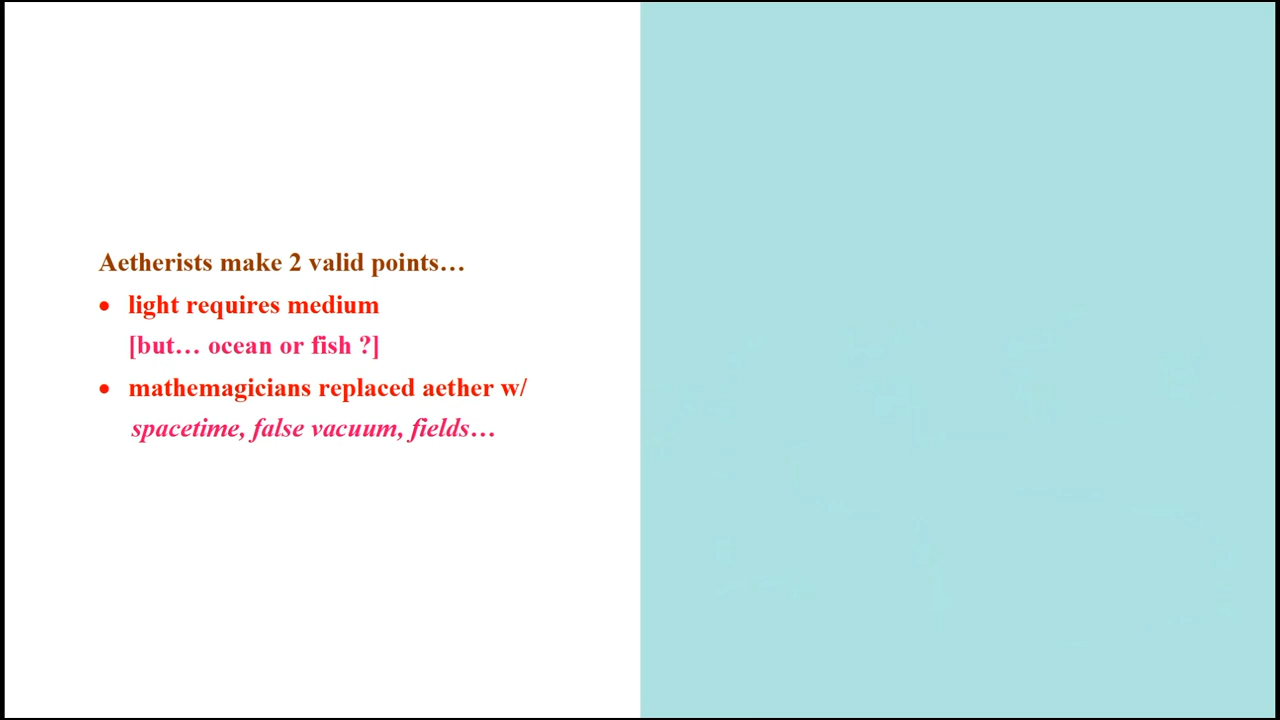 Aetherists make 2 valid points…
• light requires medium
[but… ocean or fish ?]
• mathemagicians replaced aether w/
spacetime, false vacuum, fields…